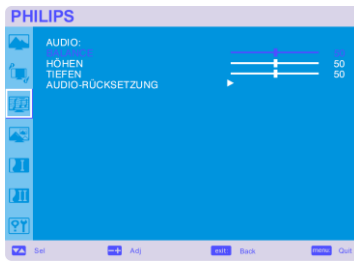 PHILIPS
AUDIO:
BALANCE 50
HÖHEN 50
TIEFEN 50
AUDIO-RÜCKSETZUNG
Sel Adj exit Back menu Quit